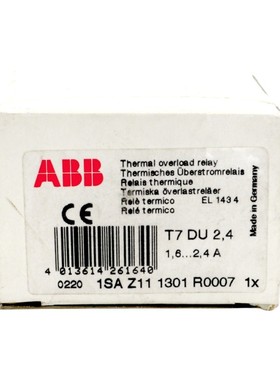 ABB
Thermal overload relay
Thermisches Überstromrelais
Relais thermique
Termiska överlastreläer
Relè termico EL 143 4
Relé termico
Made in Germany
CE
T7 DU 2,4
1,6...2,4 A
4 013614 261640
0220 1SA Z11 1301 R0007 1x